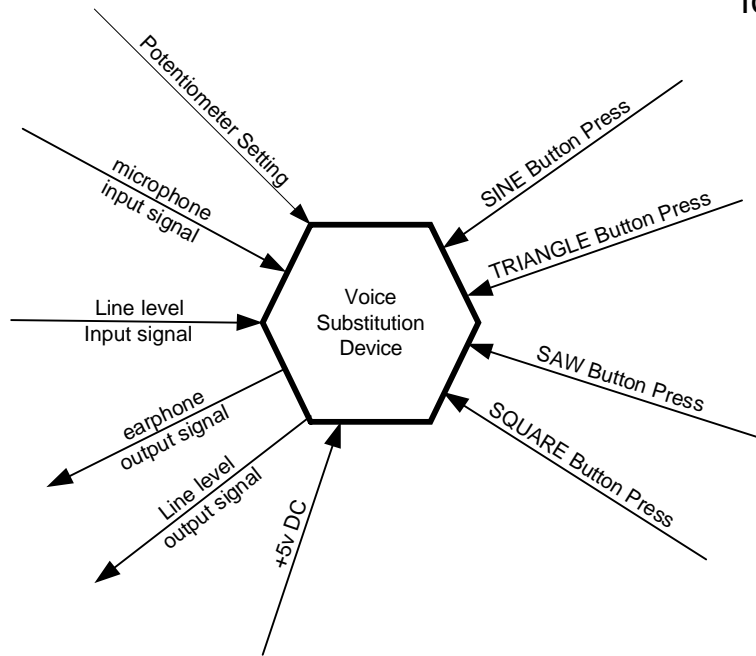 Potentiometer Setting
microphone
input signal
Line level
Input signal
earphone
output signal
Line level
output signal
+5v DC
Voice
Substitution
Device
SINE Button Press
TRIANGLE Button Press
SAW Button Press
SQUARE Button Press